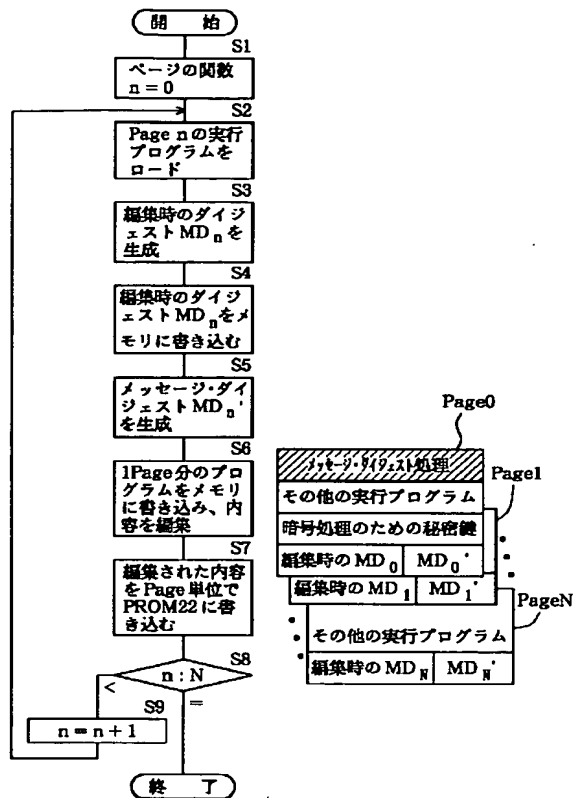 開 始
S1
ページの関数
n = 0
S2
Page nの実行
プログラムを
ロード
S3
編集時のダイジ
ェストMDnを
生成
S4
編集時のダイジ
ェストMDnをメ
モリに書き込む
S5
メッセージ・ダイ
ジェストMDn'
を生成
S6
1Page分のプロ
グラムをメモリ
に書き込み、内
容を編集
S7
編集された内容
をPage単位で
PROM22に書
き込む
S8
n : N
<
=
S9
n = n + 1
終 了
Page0
メッセージ・ダイジェスト処理
Page1
その他の実行プログラム
暗号処理のための秘密鍵
編集時のMD0 MD0'
編集時のMD1 MD1'
PageN
その他の実行プログラム
編集時のMDN MDN'